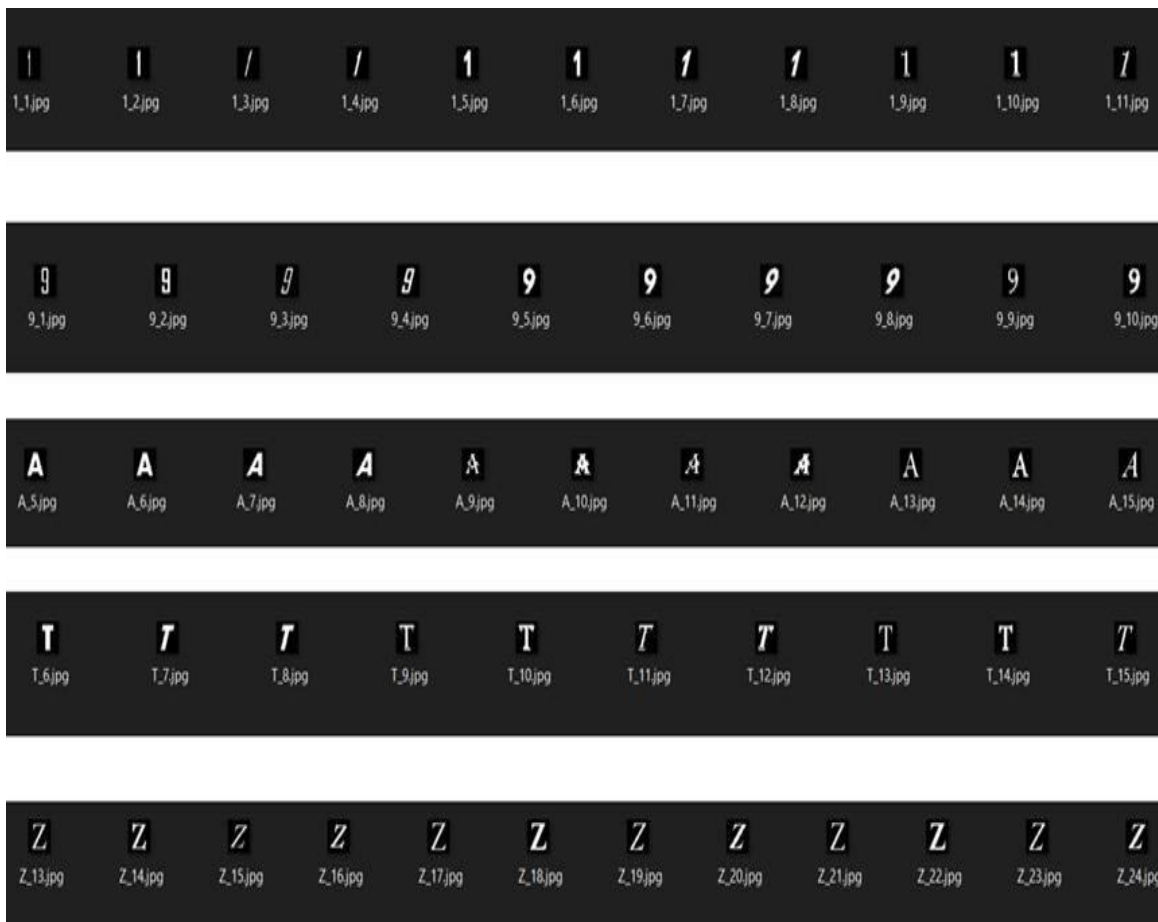 1 1 1 1 1 1 1 1 1 1 1
1_1.jpg 1_2.jpg 1_3.jpg 1_4.jpg 1_5.jpg 1_6.jpg 1_7.jpg 1_8.jpg 1_9.jpg 1_10.jpg 1_11.jpg
9 9 9 9 9 9 9 9 9 9
9_1.jpg 9_2.jpg 9_3.jpg 9_4.jpg 9_5.jpg 9_6.jpg 9_7.jpg 9_8.jpg 9_9.jpg 9_10.jpg
A A A A A A A A A A A
A_5.jpg A_6.jpg A_7.jpg A_8.jpg A_9.jpg A_10.jpg A_11.jpg A_12.jpg A_13.jpg A_14.jpg A_15.jpg
T T T T T T T T T T
T_6.jpg T_7.jpg T_8.jpg T_9.jpg T_10.jpg T_11.jpg T_12.jpg T_13.jpg T_14.jpg T_15.jpg
Z Z Z Z Z Z Z Z Z Z Z Z
Z_13.jpg Z_14.jpg Z_15.jpg Z_16.jpg Z_17.jpg Z_18.jpg Z_19.jpg Z_20.jpg Z_21.jpg Z_22.jpg Z_23.jpg Z_24.jpg